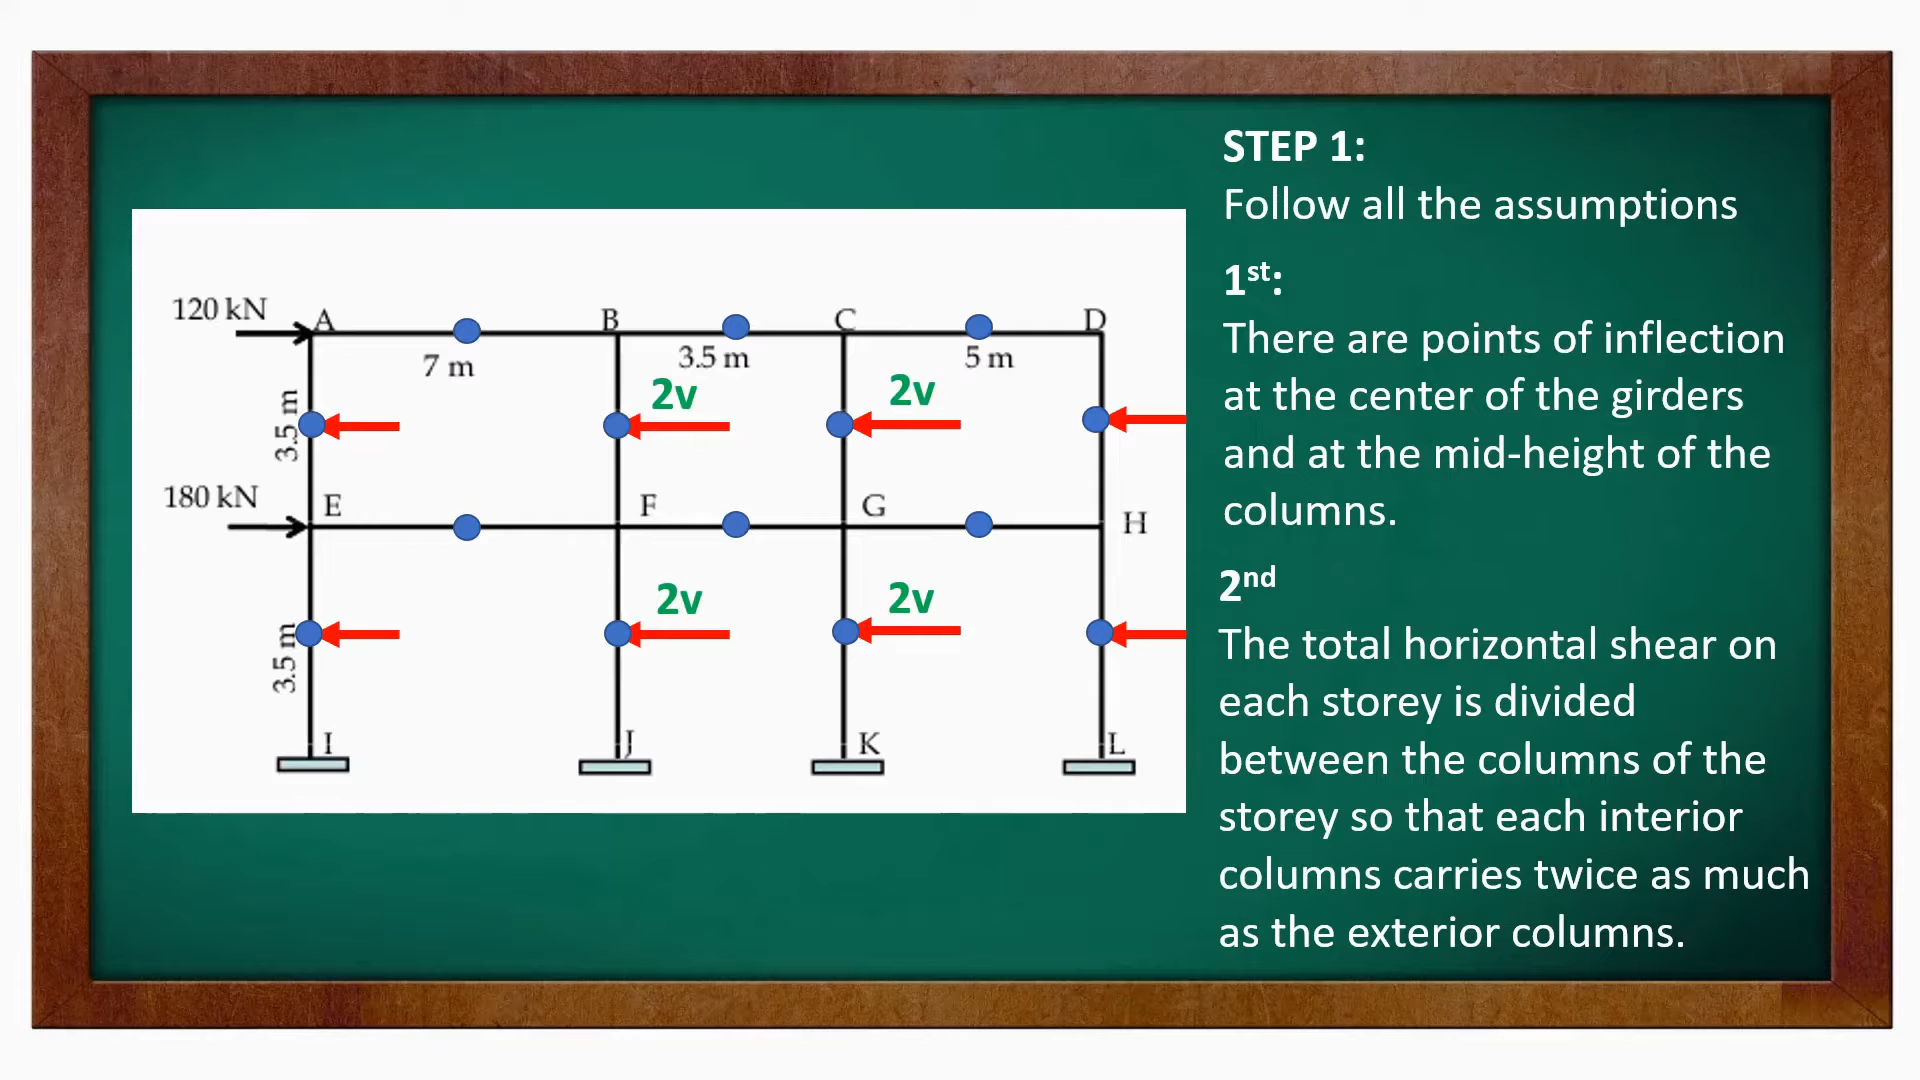 STEP 1:
Follow all the assumptions
1st:
There are points of inflection
at the center of the girders
and at the mid-height of the
columns.
2nd
The total horizontal shear on
each storey is divided
between the columns of the
storey so that each interior
columns carries twice as much
as the exterior columns.
120 kN
A
B
C
D
7 m
3.5 m
5 m
2v
2v
3.5 m
180 kN
E
F
G
H
2v
2v
3.5 m
I
J
K
L